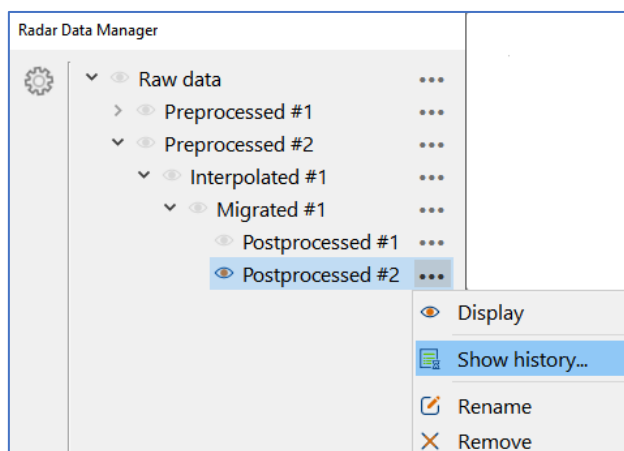 Radar Data Manager
Raw data
Preprocessed #1
Preprocessed #2
Interpolated #1
Migrated #1
Postprocessed #1
Postprocessed #2
Display
Show history...
Rename
Remove